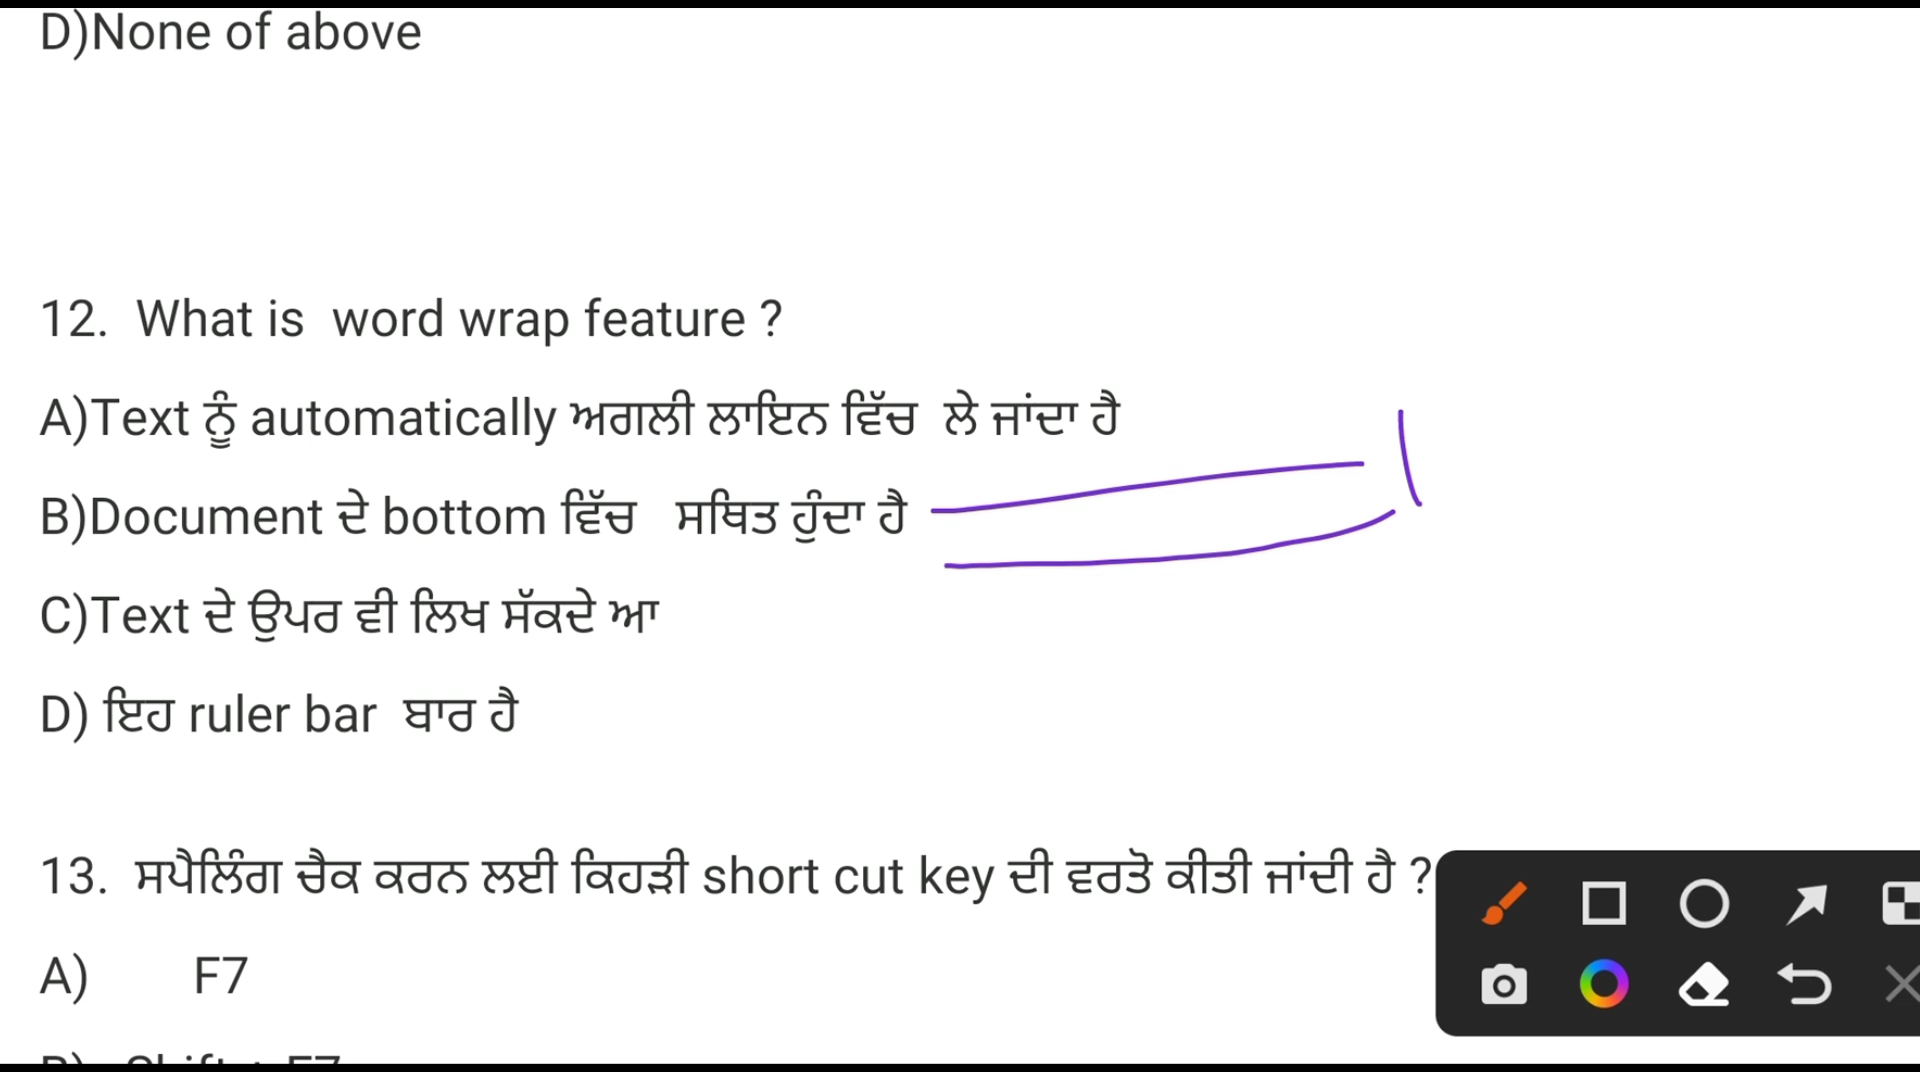 D)None of above
12. What is word wrap feature ?
A)Text ਨੂੰ automatically ਅਗਲੀ ਲਾਇਨ ਵਿੱਚ ਲੇ ਜਾਂਦਾ ਹੈ
B)Document ਦੇ bottom ਵਿੱਚ ਸਥਿਤ ਹੁੰਦਾ ਹੈ
C)Text ਦੇ ਉਪਰ ਵੀ ਲਿਖ ਸੱਕਦੇ ਆ
D) ਇਹ ruler bar ਬਾਰ ਹੈ
13. ਸਪੈਲਿੰਗ ਚੈਕ ਕਰਨ ਲਈ ਕਿਹੜੀ short cut key ਦੀ ਵਰਤੋ ਕੀਤੀ ਜਾਂਦੀ ਹੈ ?
A) F7